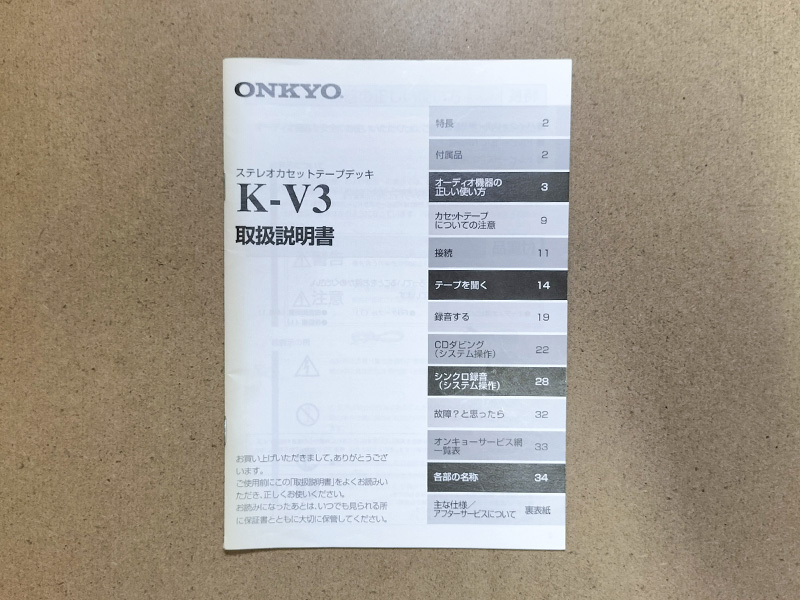 ONKYO
ステレオカセットテープデッキ
K-V3
取扱説明書
お買い上げいただきまして、ありがとうござ
います。
ご使用前にこの「取扱説明書」をよくお読みい
ただき、正しくお使いください。
お読みになったあとは、いつでも見られる所
に保証書とともに大切に保管してください。
特長 2
付属品 2
オーディオ機器の
正しい使い方 3
カセットテープ
についての注意 9
接続 11
テープを聞く 14
録音する 19
CDダビング
(システム操作) 22
シンクロ録音
(システム操作) 28
故障?と思ったら 32
オンキヨーサービス網
一覧表 33
各部の名称 34
主な仕様/
アフターサービスについて 裏表紙